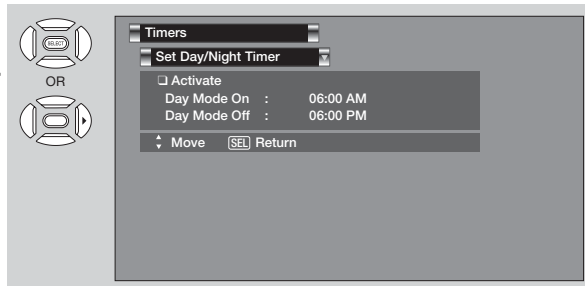 SELECT
OR
Timers
Set Day/Night Timer
❑ Activate
Day Mode On : 06:00 AM
Day Mode Off : 06:00 PM
Move SEL Return